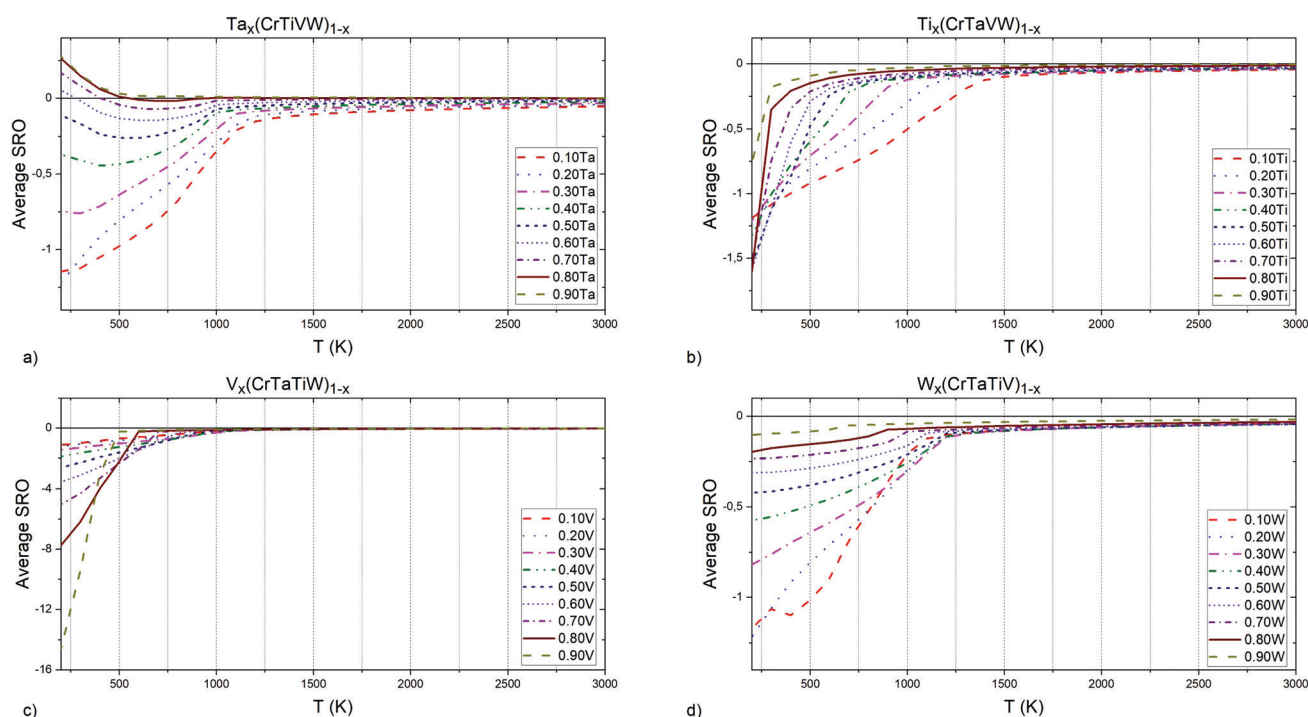 Ta_x(CrTiVW)_{1-x}
Average SRO
0
-0,5
-1
0.10Ta
0.20Ta
0.30Ta
0.40Ta
0.50Ta
0.60Ta
0.70Ta
0.80Ta
0.90Ta
500 1000 1500 2000 2500 3000
T (K)
a)
Ti_x(CrTaVW)_{1-x}
Average SRO
0
-0,5
-1
-1,5
0.10Ti
0.20Ti
0.30Ti
0.40Ti
0.50Ti
0.60Ti
0.70Ti
0.80Ti
0.90Ti
500 1000 1500 2000 2500 3000
T (K)
b)
V_x(CrTaTiW)_{1-x}
Average SRO
0
-4
-8
-12
-16
0.10V
0.20V
0.30V
0.40V
0.50V
0.60V
0.70V
0.80V
0.90V
500 1000 1500 2000 2500 3000
T (K)
c)
W_x(CrTaTiV)_{1-x}
Average SRO
0
-0,5
-1
0.10W
0.20W
0.30W
0.40W
0.50W
0.60W
0.70W
0.80W
0.90W
500 1000 1500 2000 2500 3000
T (K)
d)